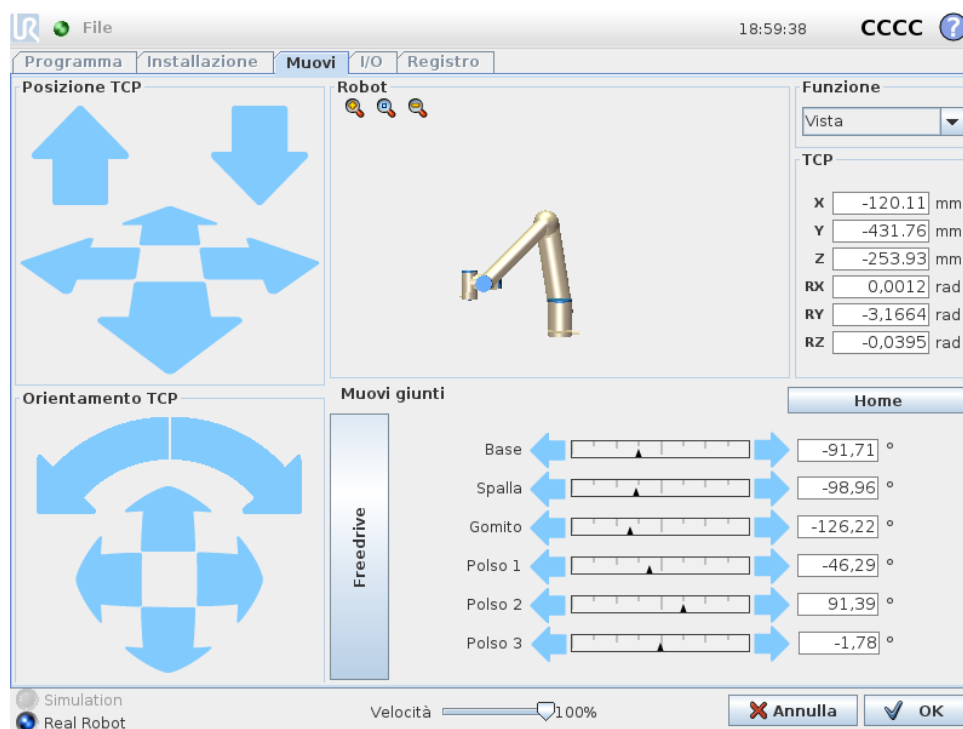 UR File 18:59:38 CCCC ?
Programma Installazione Muovi I/O Registro
Posizione TCP
Robot
Funzione
Vista
TCP
X -120.11 mm
Y -431.76 mm
Z -253.93 mm
RX 0,0012 rad
RY -3,1664 rad
RZ -0,0395 rad
Orientamento TCP
Muovi giunti
Home
Freedrive
Base -91,71 °
Spalla -98,96 °
Gomito -126,22 °
Polso 1 -46,29 °
Polso 2 91,39 °
Polso 3 -1,78 °
Simulation
Real Robot
Velocità 100%
Annulla
OK